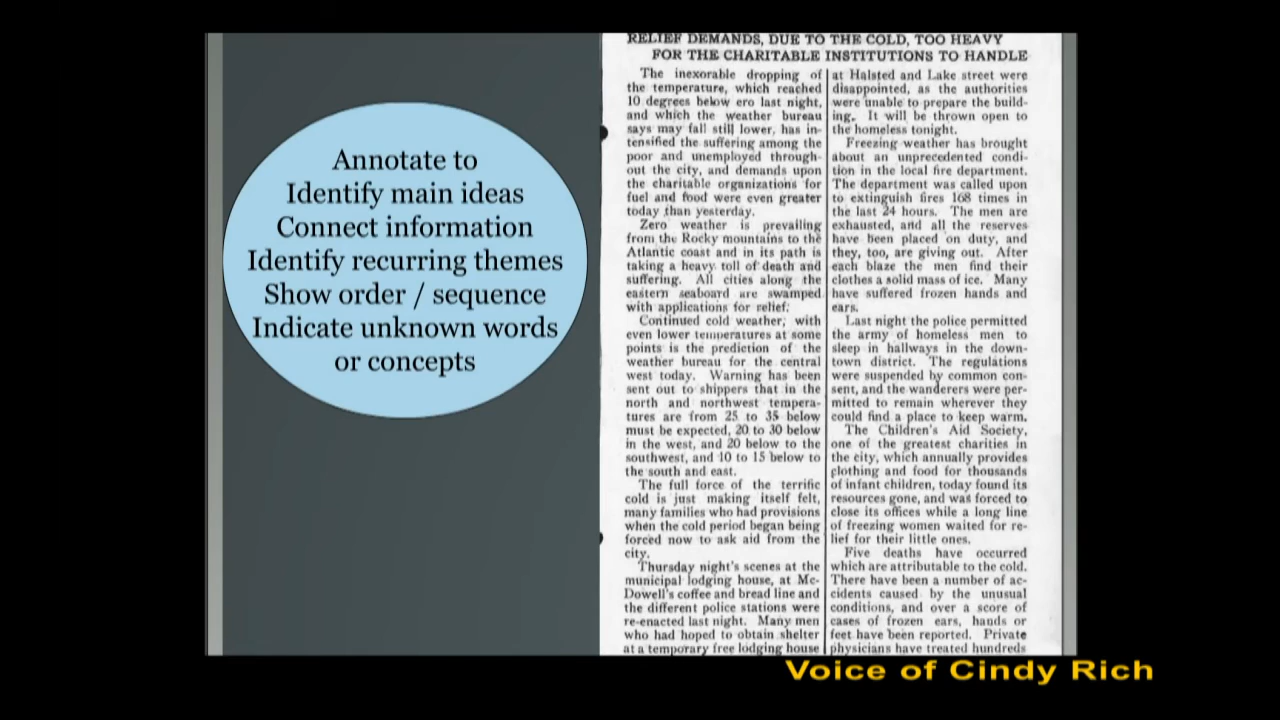 Annotate to
Identify main ideas
Connect information
Identify recurring themes
Show order / sequence
Indicate unknown words
or concepts
RELIEF DEMANDS, DUE TO THE COLD, TOO HEAVY
FOR THE CHARITABLE INSTITUTIONS TO HANDLE
The inexorable dropping of
the temperature, which reached
10 degrees below ero last night,
and which the weather bureau
says may fall still lower, has in-
tensified the suffering among the
poor and unemployed through-
out the city, and demands upon
the charitable organizations for
fuel and food were even greater
today than yesterday.
Zero weather is prevailing
from the Rocky mountains to the
Atlantic coast and in its path is
taking a heavy toll of death and
suffering. All cities along the
eastern seaboard are swamped
with applications for relief.
Continued cold weather, with
even lower temperatures at some
points is the prediction of the
weather bureau for the central
west today. Warning has been
sent out to shippers that in the
north and northwest tempera-
tures are from 25 to 35 below
must be expected, 20 to 30 below
in the west, and 20 below to the
southwest, and 10 to 15 below to
the south and east.
The full force of the terrific
cold is just making itself felt,
many families who had provisions
when the cold period began being
forced now to ask aid from the
city.
Thursday night's scenes at the
municipal lodging house, at Mc-
Dowell's coffee and bread line and
the different police stations were
re-enacted last night. Many men
who had hoped to obtain shelter
at a temporary free lodging house
at Halsted and Lake street were
disappointed, as the authorities
were unable to prepare the build-
ing. It will be thrown open to
the homeless tonight.
Freezing weather has brought
about an unprecedented condi-
tion in the local fire department.
The department was called upon
to extinguish fires 168 times in
the last 24 hours. The men are
exhausted, and all the reserves
have been placed on duty, and
they, too, are giving out. After
each blaze the men find their
clothes a solid mass of ice. Many
have suffered frozen hands and
ears.
Last night the police permitted
the army of homeless men to
sleep in hallways in the down-
town district. The regulations
were suspended by common con-
sent, and the wanderers were per-
mitted to remain wherever they
could find a place to keep warm.
The Children's Aid Society,
one of the greatest charities in
the city, which annually provides
clothing and food for thousands
of infant children, today found its
resources gone, and was forced to
close its offices while a long line
of freezing women waited for re-
lief for their little ones.
Five deaths have occurred
which are attributable to the cold.
There have been a number of ac-
cidents caused by the unusual
conditions, and over a score of
cases of frozen ears, hands or
feet have been reported. Private
physicians have treated hundreds
Voice of Cindy Rich